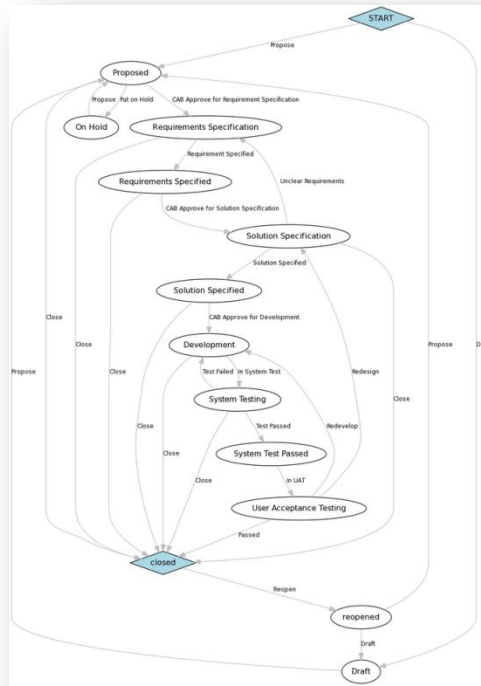 START
Propose
Proposed
Propose
Put on Hold
CAB Approve for Requirement Specification
On Hold
Requirements Specification
Requirement Specified
Requirements Specified
Unclear Requirements
CAB Approve for Solution Specification
Solution Specification
Solution Specified
Solution Specified
CAB Approve for Development
Close
Close
Close
Close
Propose
D
Development
Propose
Test Failed
In System Test
Redesign
System Testing
Test Passed
Close
Close
Redevelop
System Test Passed
Close
In UAT
User Acceptance Testing
Passed
closed
Reopen
reopened
Draft
Draft